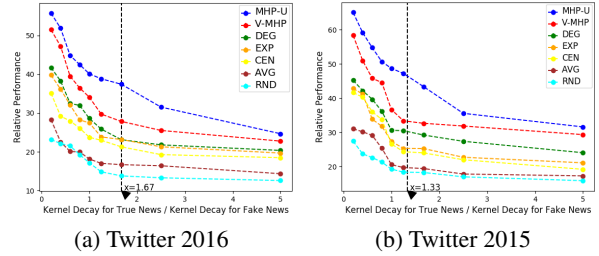 Relative Performance
50
40
30
20
10
0
1
2
3
4
5
x=1.67
Kernel Decay for True News / Kernel Decay for Fake News
MHP-U
V-MHP
DEG
EXP
CEN
AVG
RND
(a) Twitter 2016
Relative Performance
60
50
40
30
20
10
0
1
2
3
4
5
x=1.33
Kernel Decay for True News / Kernel Decay for Fake News
MHP-U
V-MHP
DEG
EXP
CEN
AVG
RND
(b) Twitter 2015